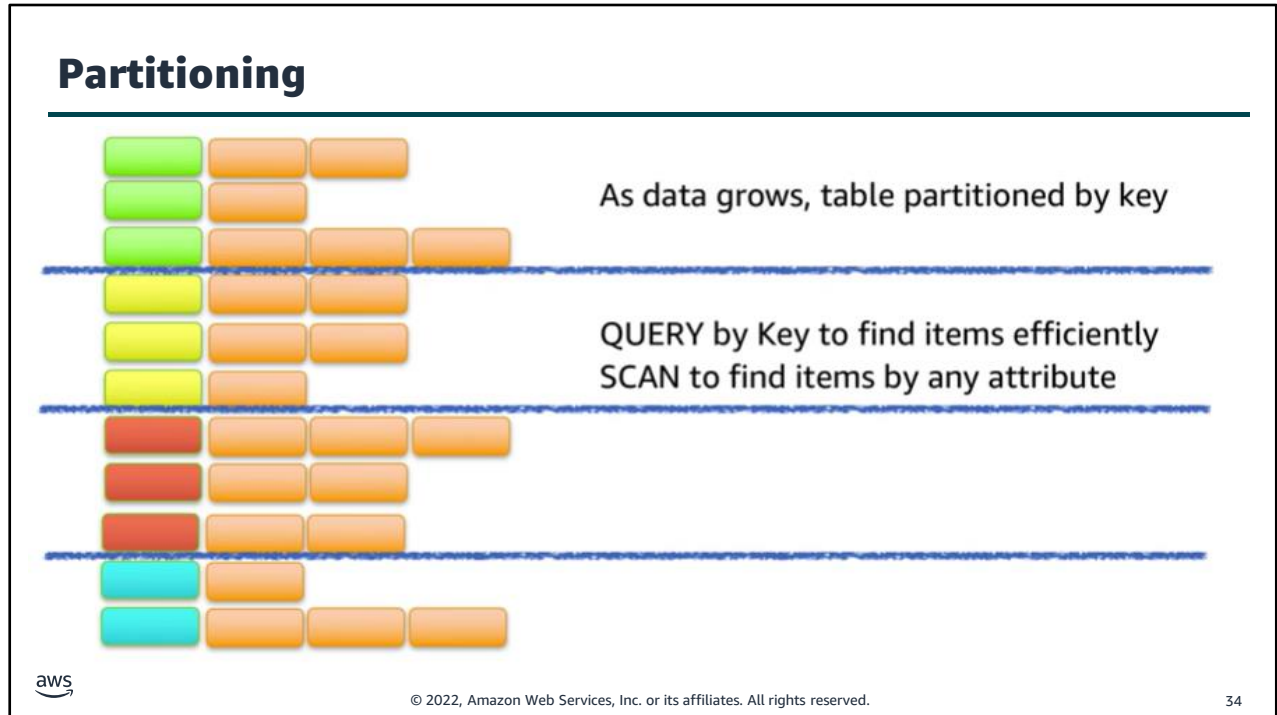 Partitioning
As data grows, table partitioned by key
QUERY by Key to find items efficiently
SCAN to find items by any attribute
aws
© 2022, Amazon Web Services, Inc. or its affiliates. All rights reserved.
34